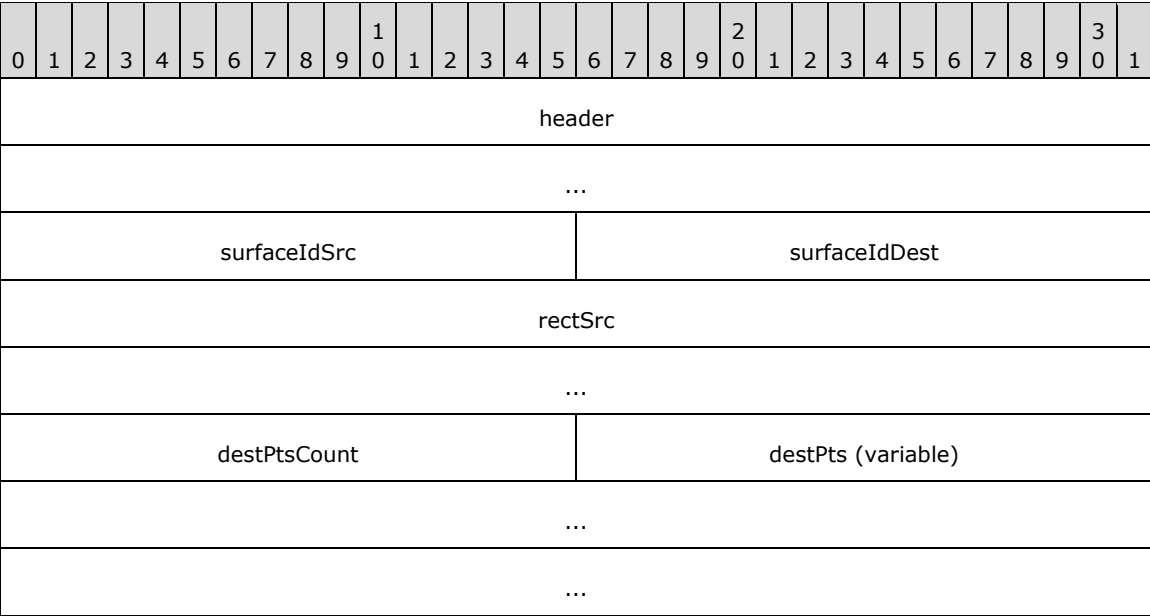 1 2 3
0 1 2 3 4 5 6 7 8 9 0 1 2 3 4 5 6 7 8 9 0 1 2 3 4 5 6 7 8 9 0 1
header
...
surfaceIdSrc surfaceIdDest
rectSrc
...
destPtsCount destPts (variable)
...
...